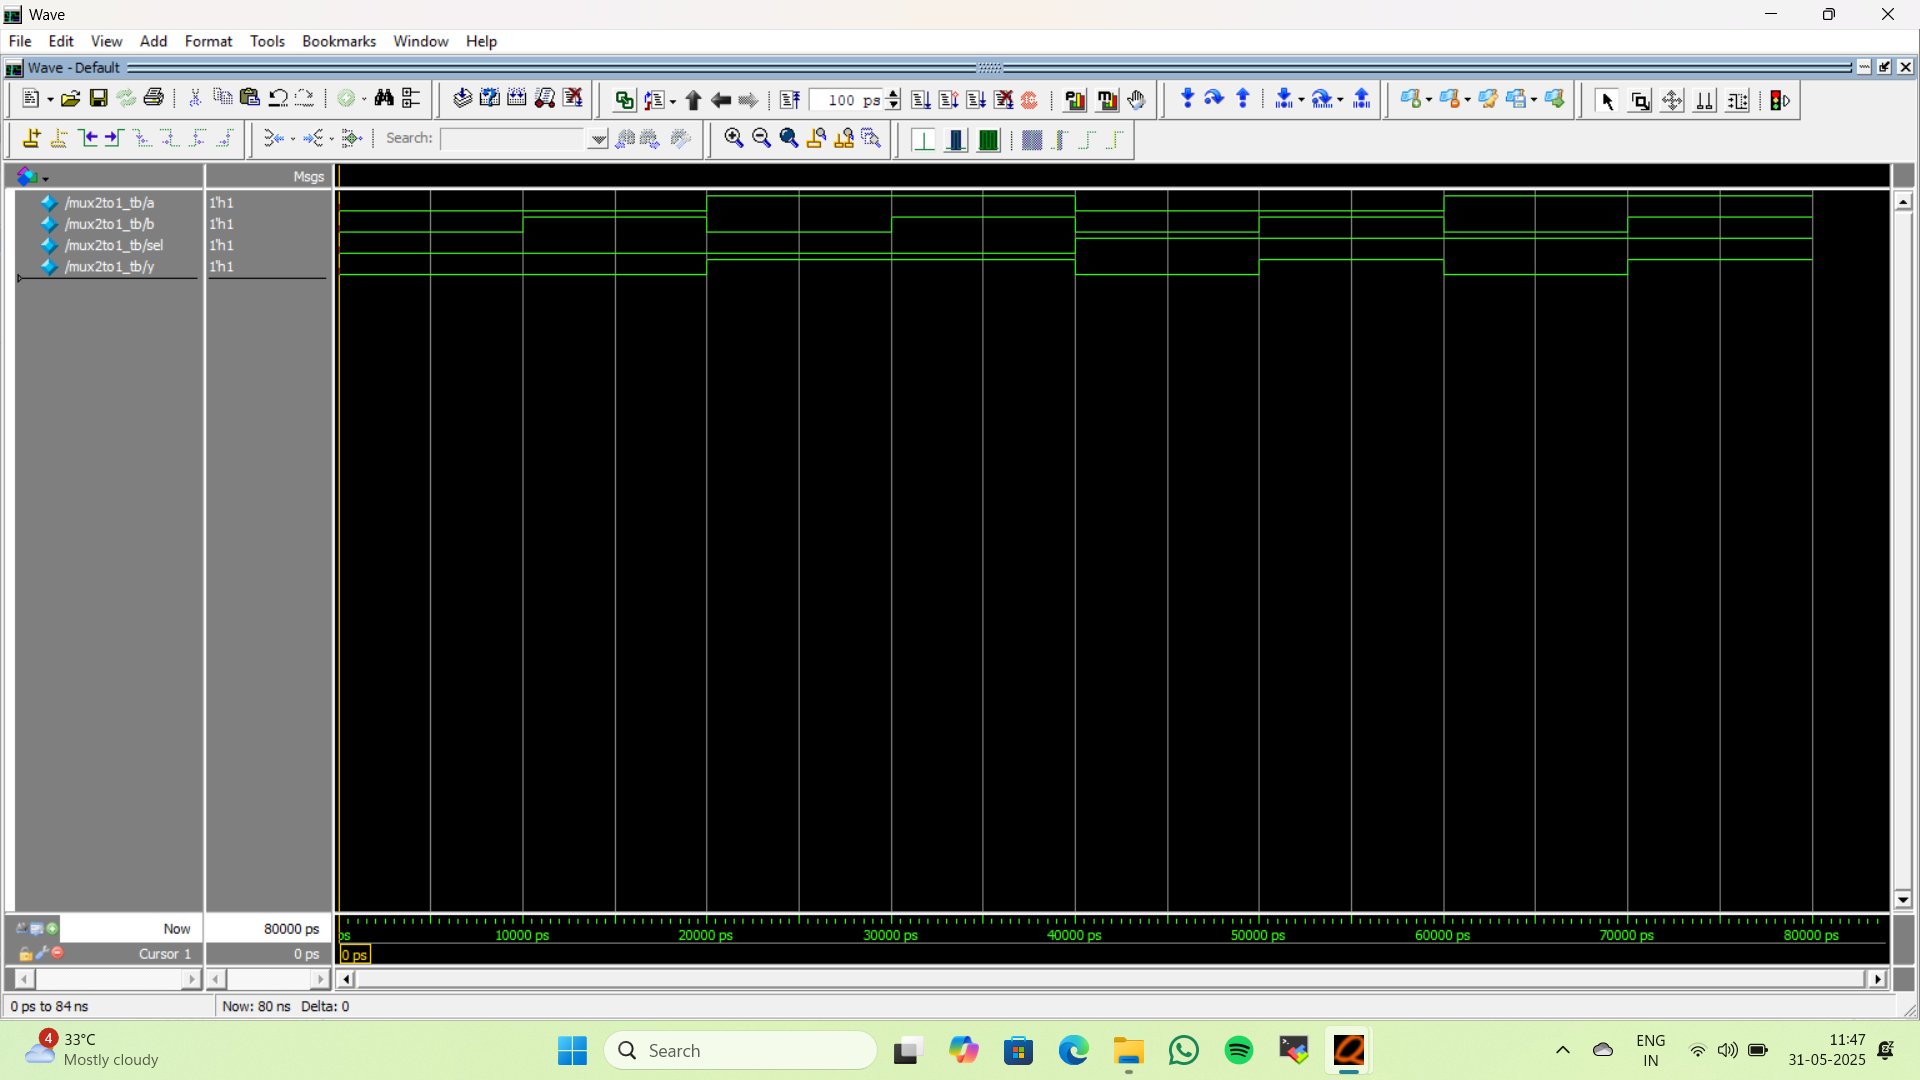 Wave
File Edit View Add Format Tools Bookmarks Window Help
Wave - Default
100 ps
Search:
Msgs
/mux2to1_tb/a 1'h1
/mux2to1_tb/b 1'h1
/mux2to1_tb/sel 1'h1
/mux2to1_tb/y 1'h1
Now 80000 ps
ps 10000 ps 20000 ps 30000 ps 40000 ps 50000 ps 60000 ps 70000 ps 80000 ps
Cursor 1 0 ps 0 ps
0 ps to 84 ns Now: 80 ns Delta: 0
4
33°C
Mostly cloudy
Search
ENG
IN
11:47
31-05-2025